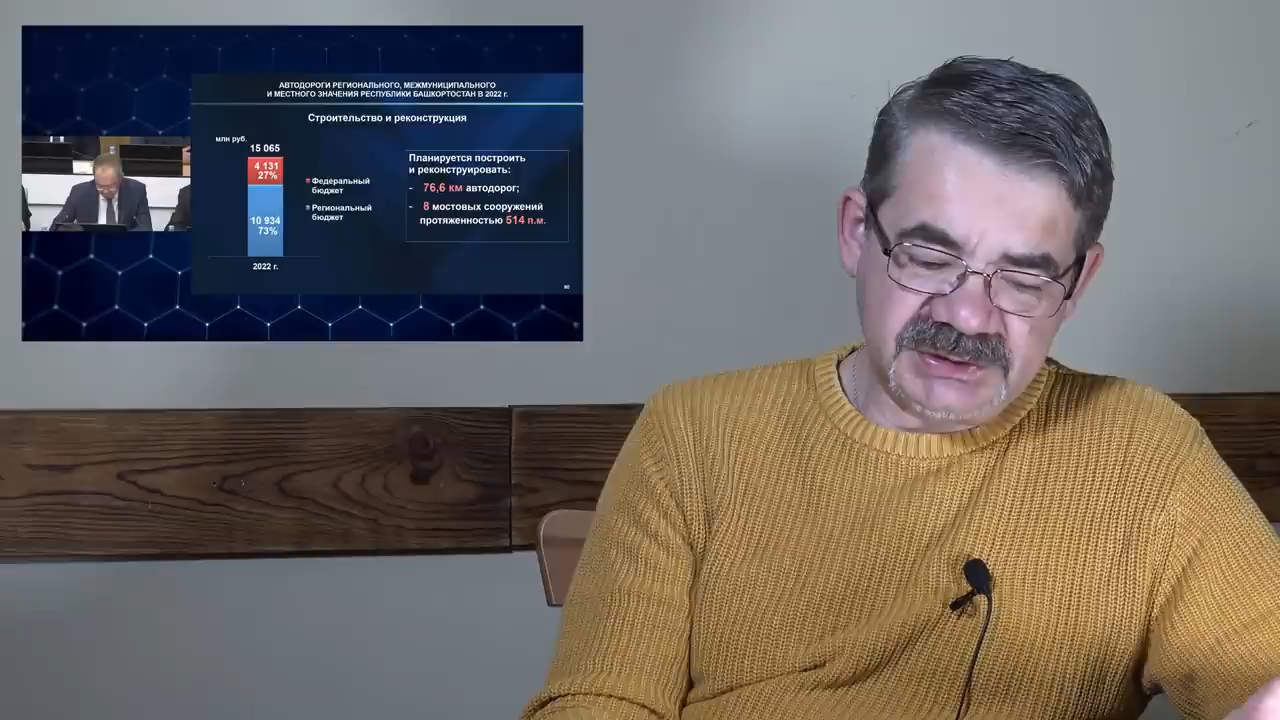 АВТОДОРОГИ РЕГИОНАЛЬНОГО, МЕЖМУНИЦИПАЛЬНОГО
И МЕСТНОГО ЗНАЧЕНИЯ РЕСПУБЛИКИ БАШКОРТОСТАН В 2022 г.
Строительство и реконструкция
млн руб.
15 065
4 131
27%
10 934
73%
2022 г.
Федеральный
бюджет
Региональный
бюджет
Планируется построить
и реконструировать:
- 76,6 км автодорог;
- 8 мостовых сооружений
протяженностью 514 п.м.